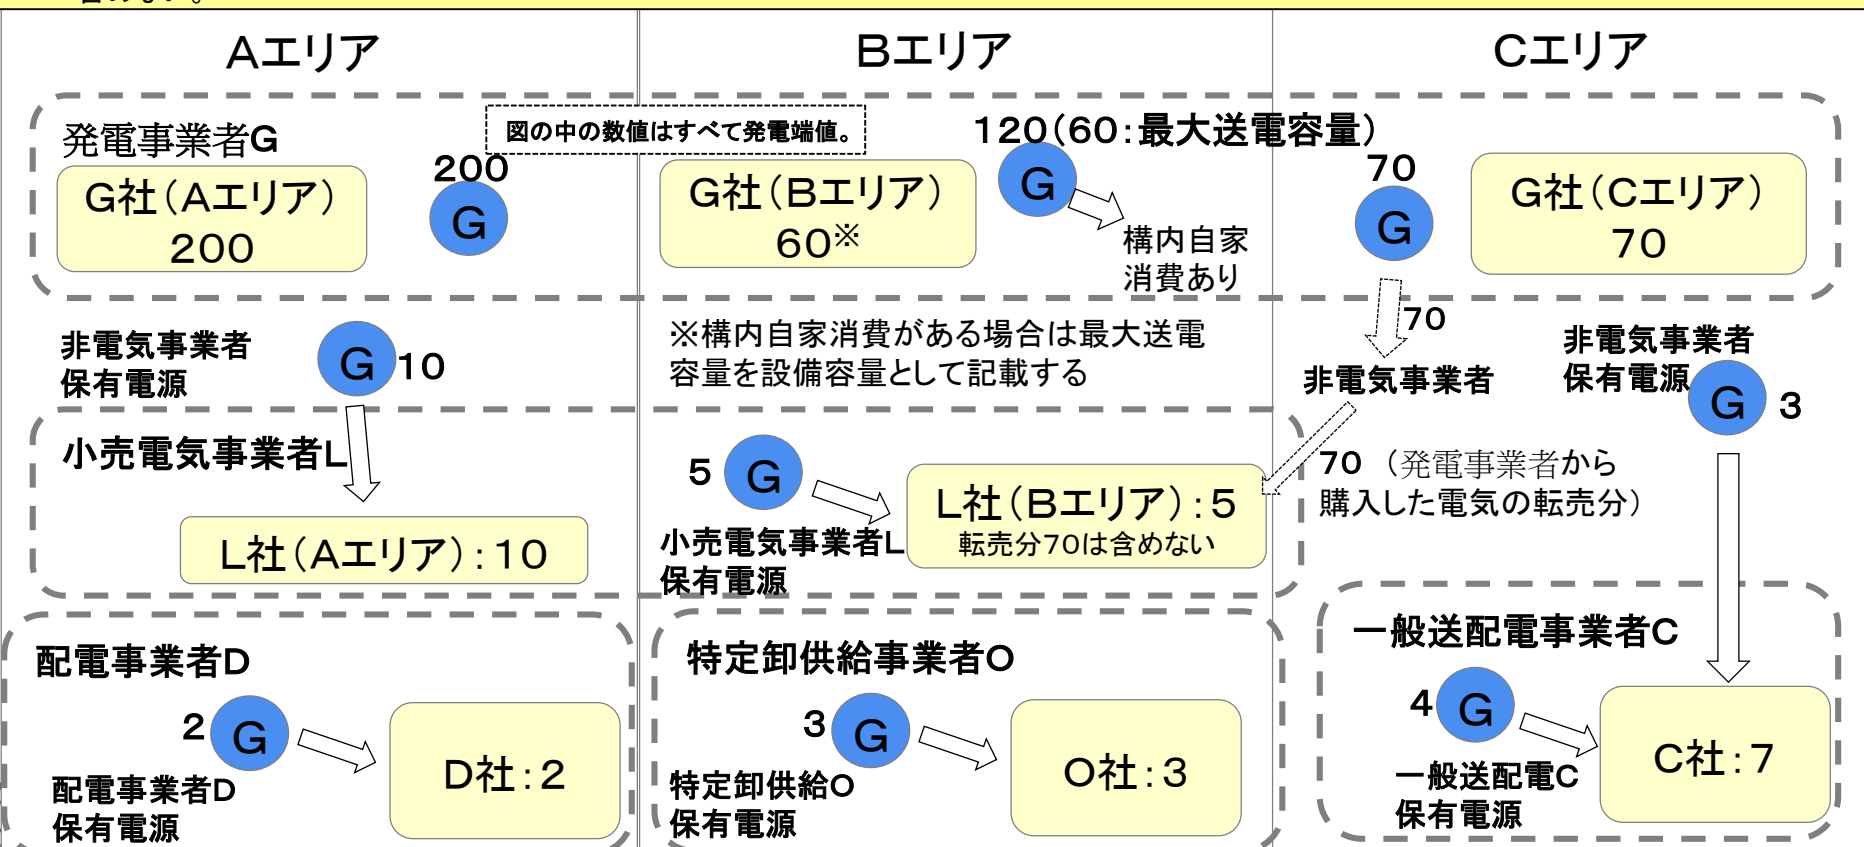 Aエリア
Bエリア
Cエリア
発電事業者G
G社（Aエリア）
200
200
G
図の中の数値はすべて発電端値。
G社（Bエリア）
60※
120（60：最大送電容量）
G
構内自家
消費あり
70
G
G社（Cエリア）
70
非電気事業者
保有電源
G
10
※構内自家消費がある場合は最大送電
容量を設備容量として記載する
70
非電気事業者
非電気事業者
保有電源
G
3
小売電気事業者L
L社（Aエリア）：10
5
G
小売電気事業者L
保有電源
L社（Bエリア）：5
転売分70は含めない
70 （発電事業者から
購入した電気の転売分）
配電事業者D
2
G
配電事業者D
保有電源
D社：2
特定卸供給事業者O
3
G
特定卸供給O
保有電源
O社：3
一般送配電事業者C
4
G
一般送配電C
保有電源
C社：7